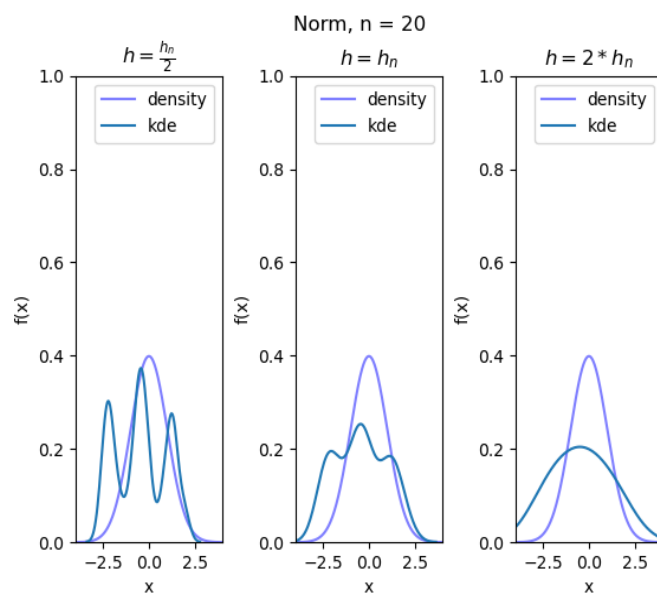 Norm, n = 20
h = h_n/2
h = h_n
h = 2 * h_n
1.0
0.8
0.6
0.4
0.2
0.0
f(x)
density
kde
−2.5 0.0 2.5
x
1.0
0.8
0.6
0.4
0.2
0.0
f(x)
density
kde
−2.5 0.0 2.5
x
1.0
0.8
0.6
0.4
0.2
0.0
f(x)
density
kde
−2.5 0.0 2.5
x